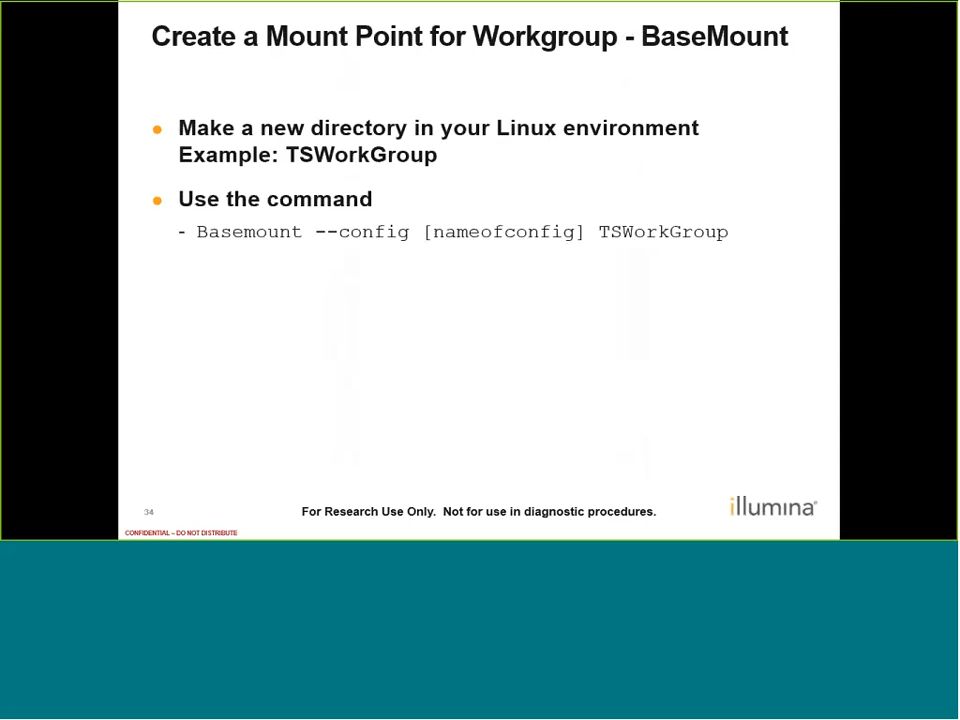 Create a Mount Point for Workgroup - BaseMount
● Make a new directory in your Linux environment
Example: TSWorkGroup
● Use the command
- Basemount --config [nameofconfig] TSWorkGroup
34
For Research Use Only. Not for use in diagnostic procedures.
illumina®
CONFIDENTIAL – DO NOT DISTRIBUTE